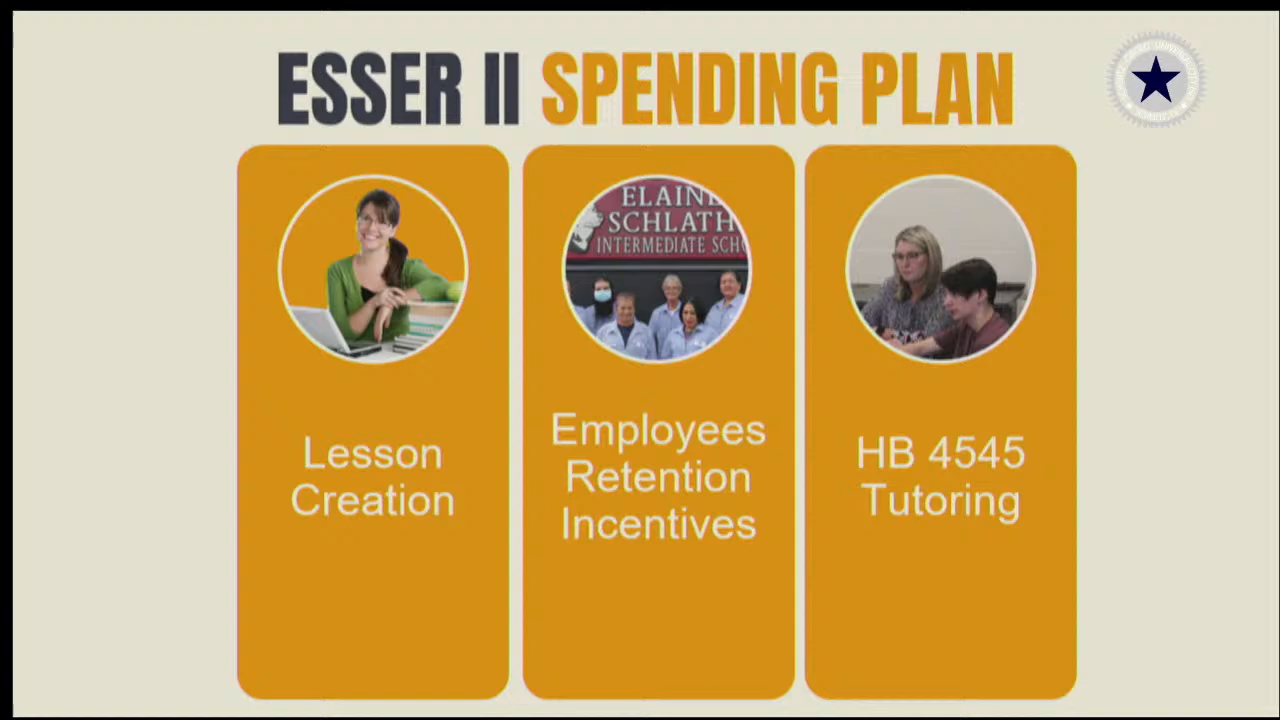 ESSER II SPENDING PLAN
ELAINE
SCHLATH
INTERMEDIATE SCHO
Lesson
Creation
Employees
Retention
Incentives
HB 4545
Tutoring